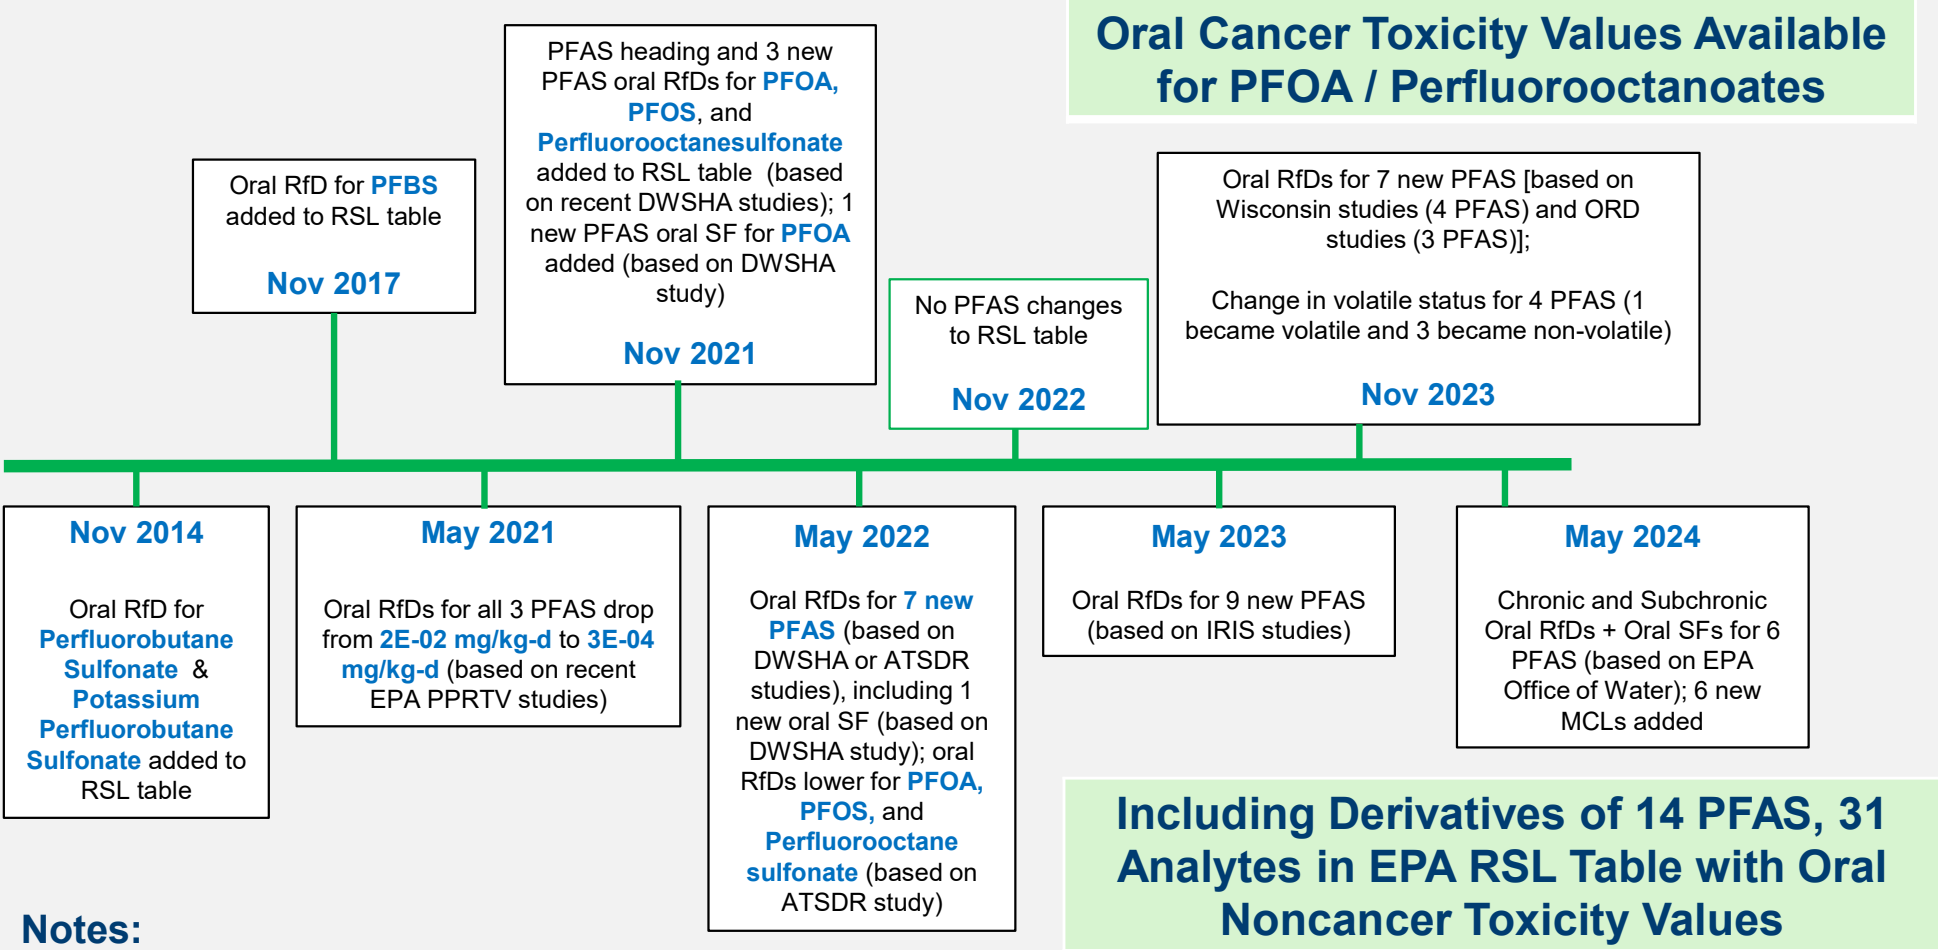 Oral Cancer Toxicity Values Available
for PFOA / Perfluorooctanoates
Oral RfD for PFBS
added to RSL table
Nov 2017
PFAS heading and 3 new
PFAS oral RfDs for PFOA,
PFOS, and
Perfluorooctanesulfonate
added to RSL table (based
on recent DWSHA studies); 1
new PFAS oral SF for PFOA
added (based on DWSHA
study)
Nov 2021
No PFAS changes
to RSL table
Nov 2022
Oral RfDs for 7 new PFAS [based on
Wisconsin studies (4 PFAS) and ORD
studies (3 PFAS)];
Change in volatile status for 4 PFAS (1
became volatile and 3 became non-volatile)
Nov 2023
Nov 2014
Oral RfD for
Perfluorobutane
Sulfonate &
Potassium
Perfluorobutane
Sulfonate added to
RSL table
May 2021
Oral RfDs for all 3 PFAS drop
from 2E-02 mg/kg-d to 3E-04
mg/kg-d (based on recent
EPA PPRTV studies)
May 2022
Oral RfDs for 7 new
PFAS (based on
DWSHA or ATSDR
studies), including 1
new oral SF (based on
DWSHA study); oral
RfDs lower for PFOA,
PFOS, and
Perfluorooctane
sulfonate (based on
ATSDR study)
May 2023
Oral RfDs for 9 new PFAS
(based on IRIS studies)
May 2024
Chronic and Subchronic
Oral RfDs + Oral SFs for 6
PFAS (based on EPA
Office of Water); 6 new
MCLs added
Including Derivatives of 14 PFAS, 31
Analytes in EPA RSL Table with Oral
Noncancer Toxicity Values
Notes: